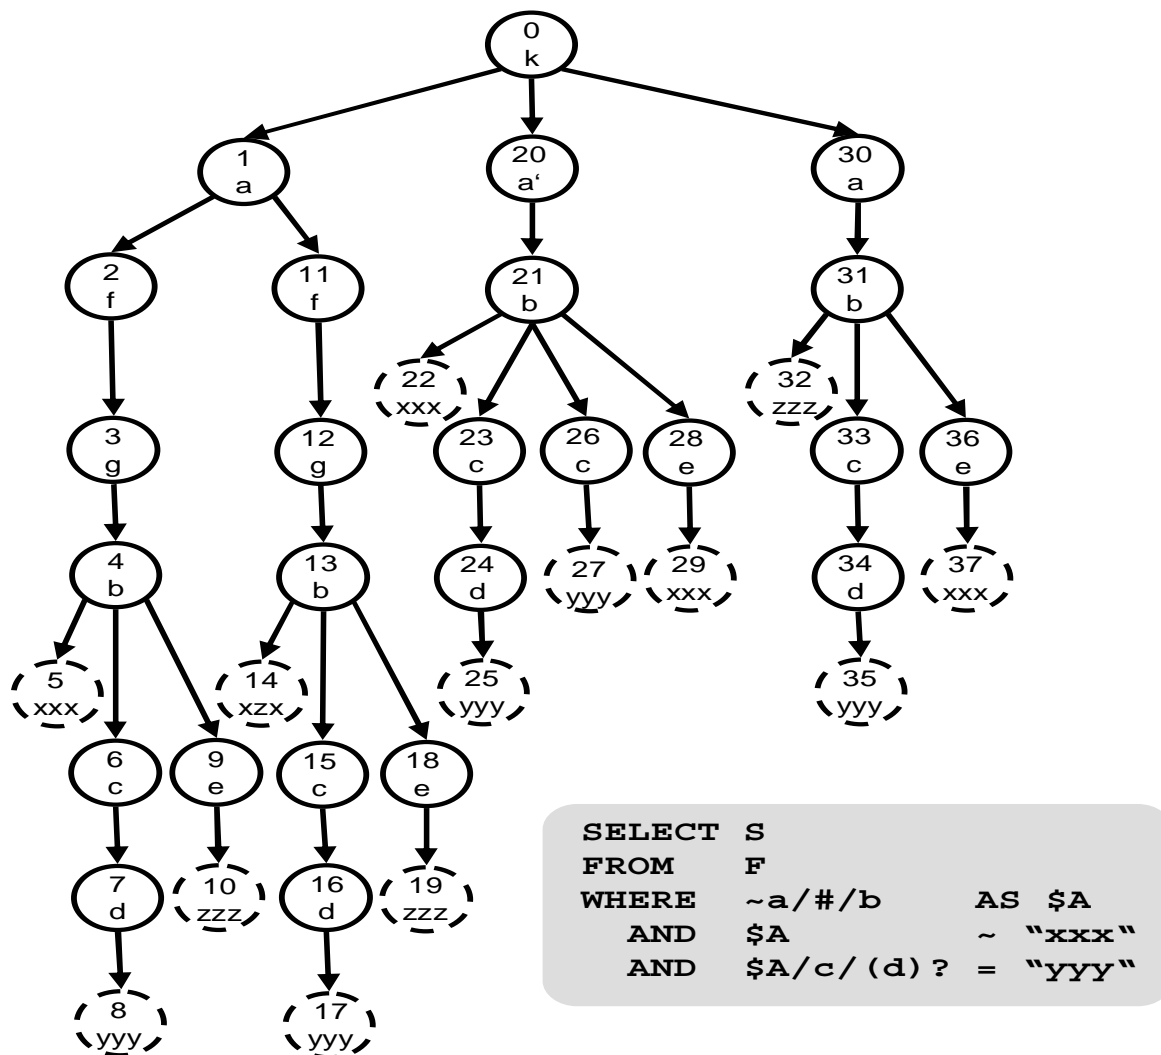 0
k
1
a
20
a‘
30
a
2
f
11
f
21
b
31
b
22
xxx
32
zzz
3
g
12
g
23
c
26
c
28
e
33
c
36
e
4
b
13
b
24
d
27
yyy
29
xxx
34
d
37
xxx
5
xxx
14
xzx
25
yyy
35
yyy
6
c
9
e
15
c
18
e
7
d
10
zzz
16
d
19
zzz
8
yyy
17
yyy
SELECT S
FROM F
WHERE ~a/#/b AS $A
AND $A ~ “xxx“
AND $A/c/(d)? = “yyy“